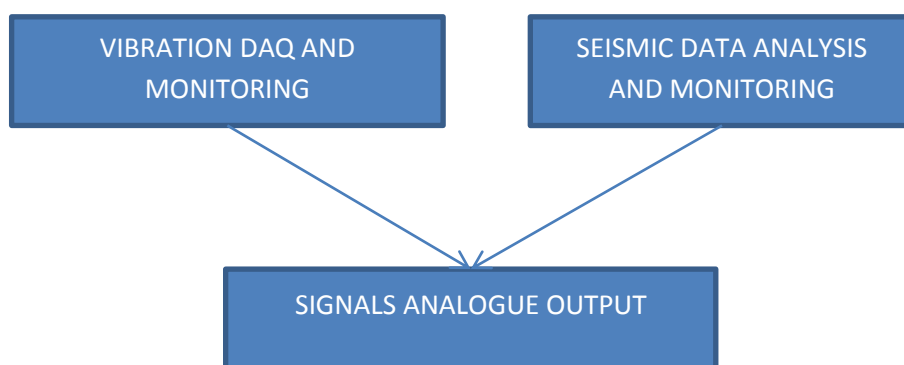 VIBRATION DAQ AND
MONITORING
SEISMIC DATA ANALYSIS
AND MONITORING
SIGNALS ANALOGUE OUTPUT